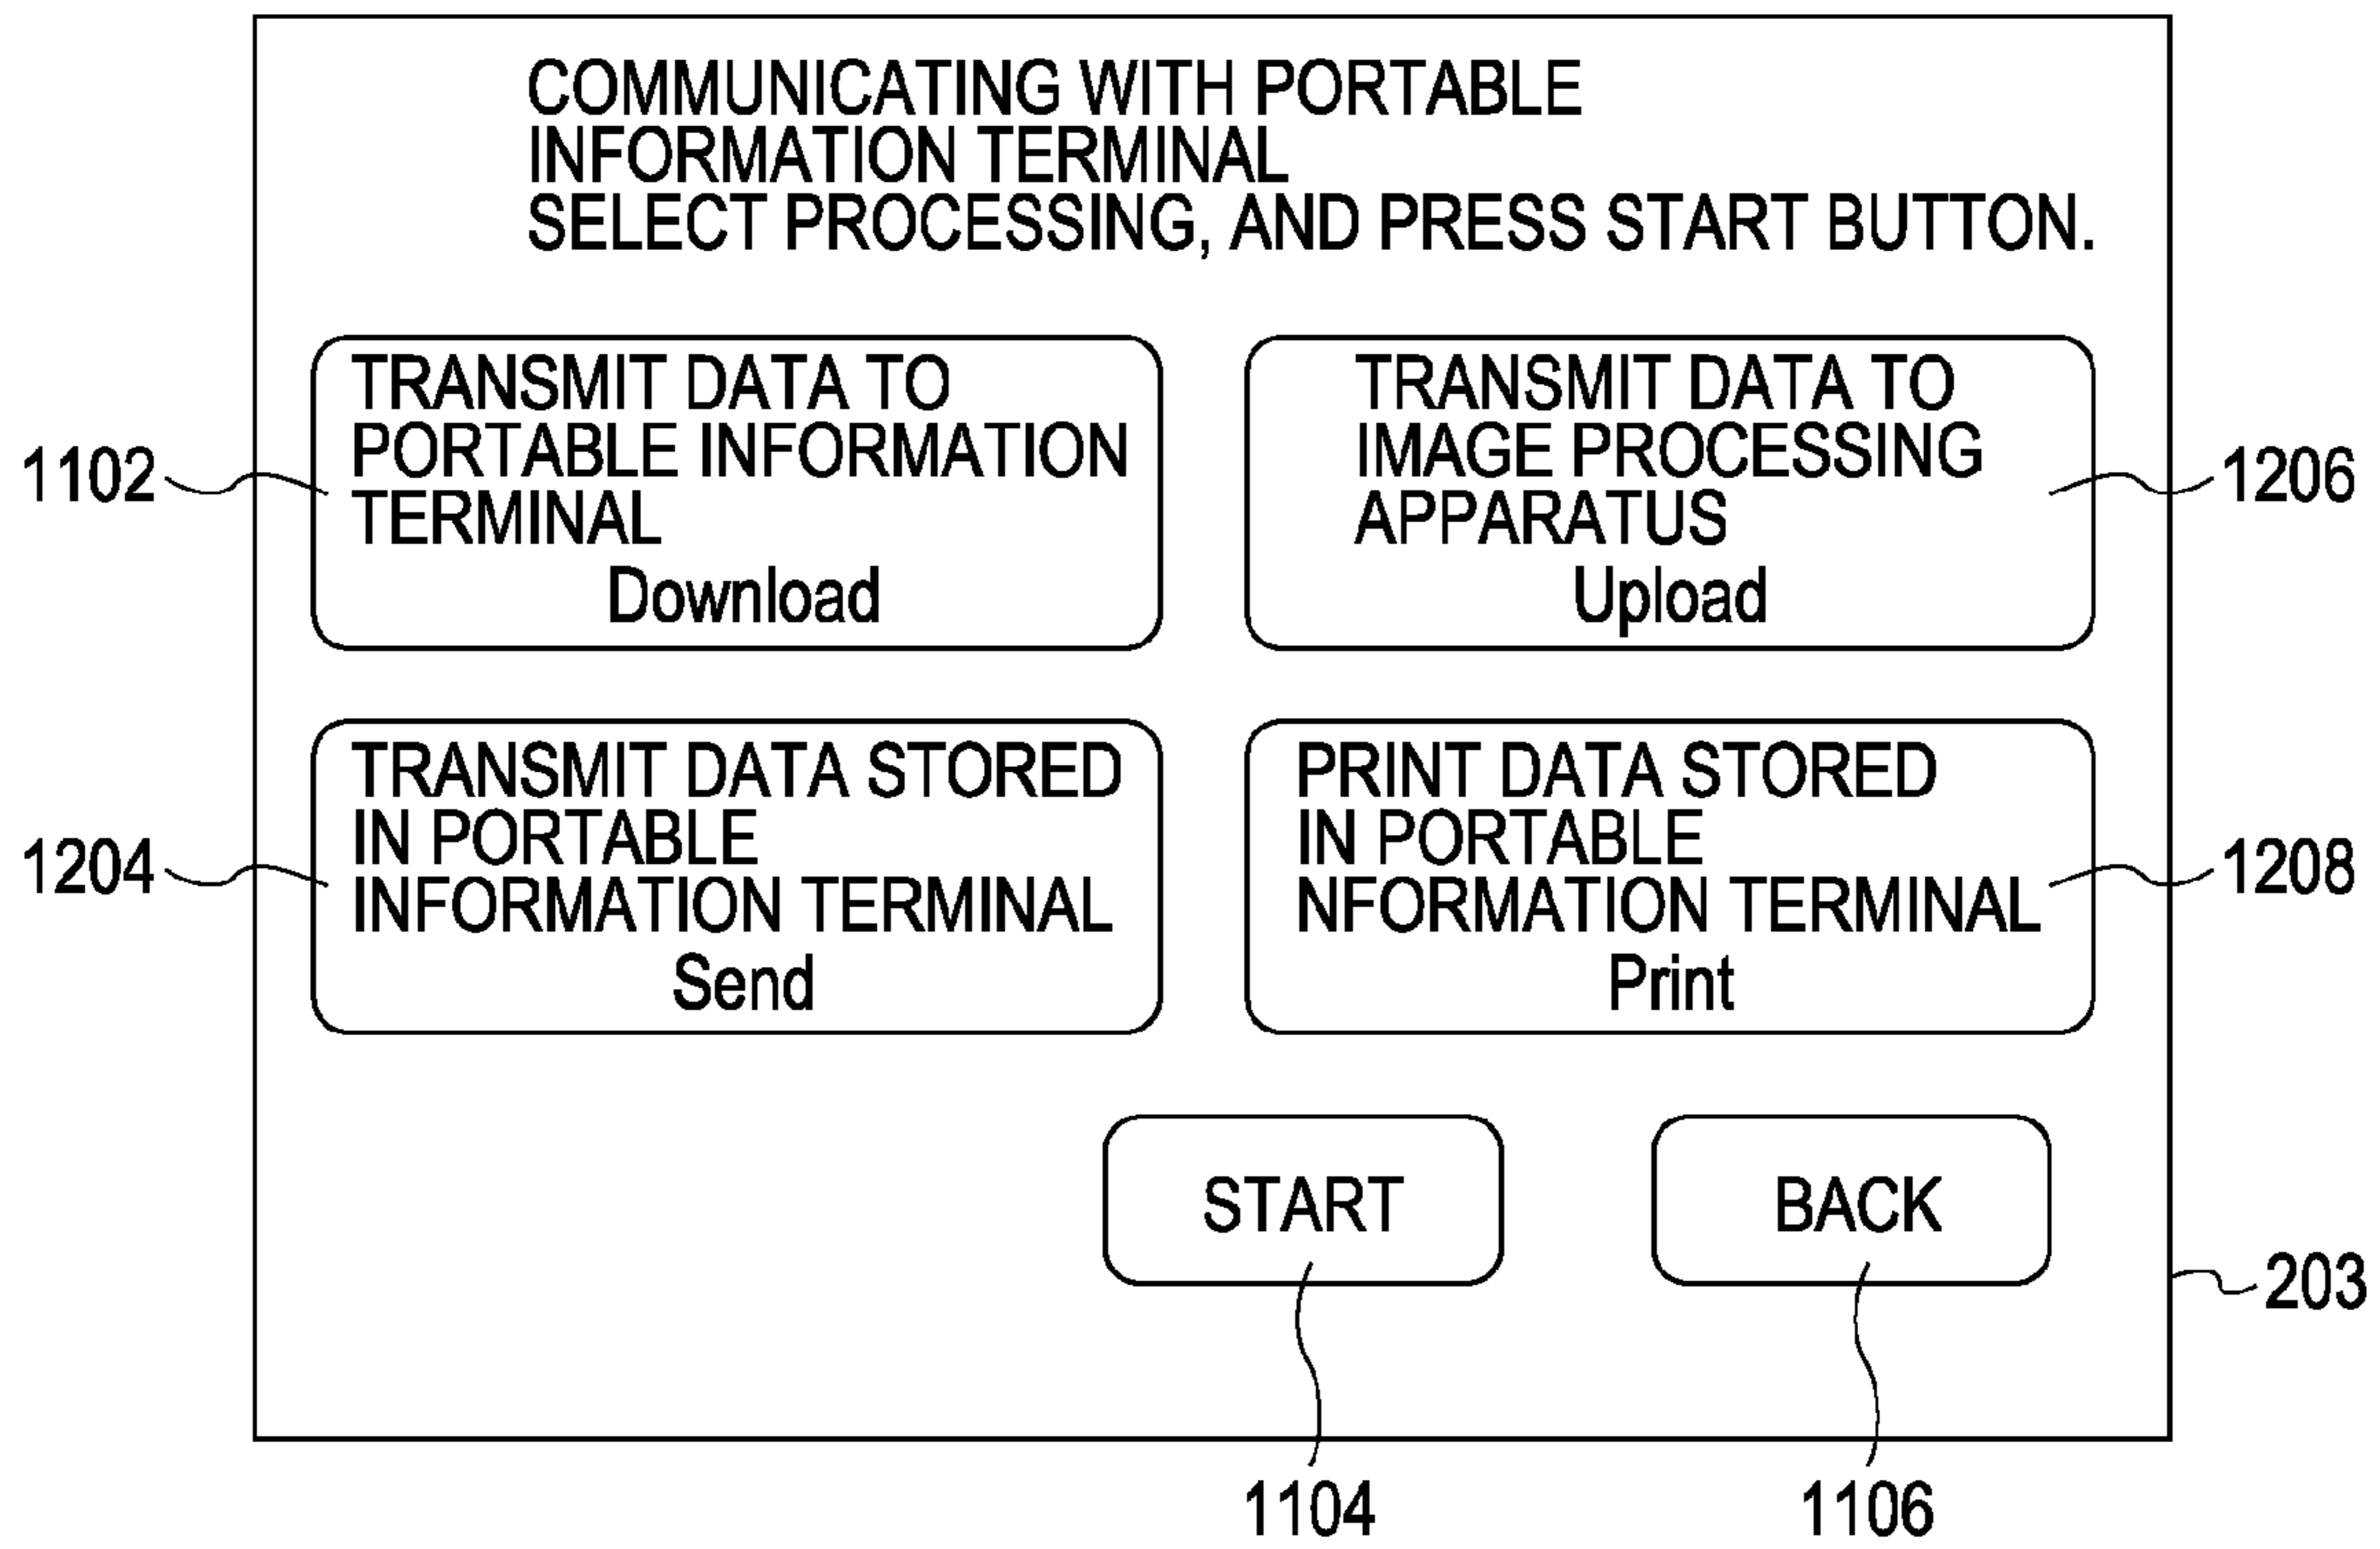 COMMUNICATING WITH PORTABLE
INFORMATION TERMINAL
SELECT PROCESSING, AND PRESS START BUTTON.
TRANSMIT DATA TO
PORTABLE INFORMATION
TERMINAL
Download
1102
TRANSMIT DATA TO
IMAGE PROCESSING
APPARATUS
Upload
1206
TRANSMIT DATA STORED
IN PORTABLE
INFORMATION TERMINAL
Send
1204
PRINT DATA STORED
IN PORTABLE
NFORMATION TERMINAL
Print
1208
START
BACK
203
1104
1106